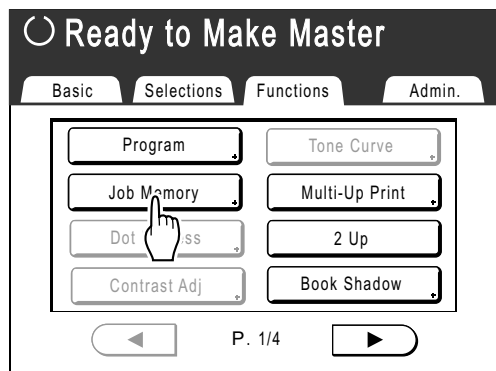 Ready to Make Master
Basic Selections Functions Admin.
Program Tone Curve
Job Memory Multi-Up Print
Dot 2 Up
Contrast Adj Book Shadow
P. 1/4